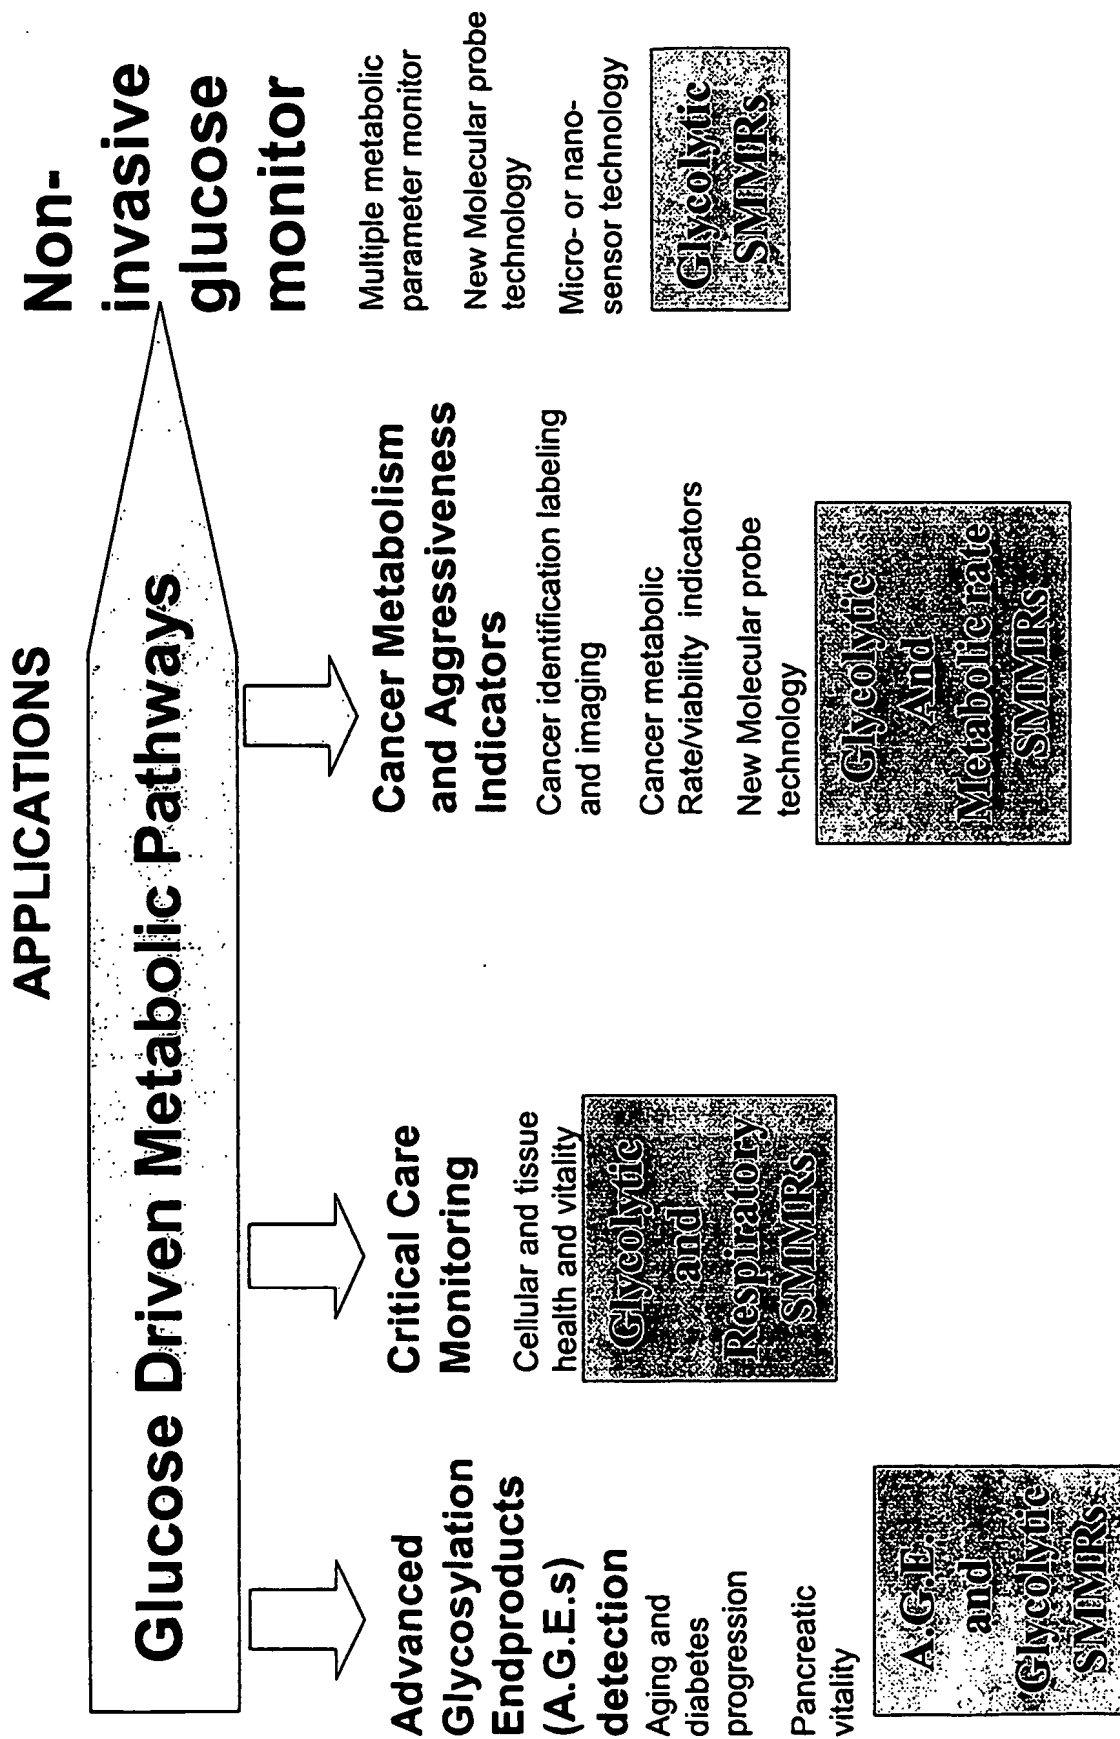 APPLICATIONS
Glucose Driven Metabolic Pathways
Non-
invasive
glucose
monitor
Multiple metabolic
parameter monitor
New Molecular probe
technology
Micro- or nano-
sensor technology
Glycolytic
SMMRs
Advanced
Glycosylation
Endproducts
(A.G.E.s)
detection
Aging and
diabetes
progression
Pancreatic
vitality
A.G.E.
and
Glycolytic
SMMRs
Critical Care
Monitoring
Cellular and tissue
health and vitality
Glycolytic
and
Respiratory
SMMRs
Cancer Metabolism
and Aggressiveness
Indicators
Cancer identification labeling
and imaging
Cancer metabolic
Rate/viability indicators
New Molecular probe
technology
Glycolytic
And
Metabolic rate
SMMRs